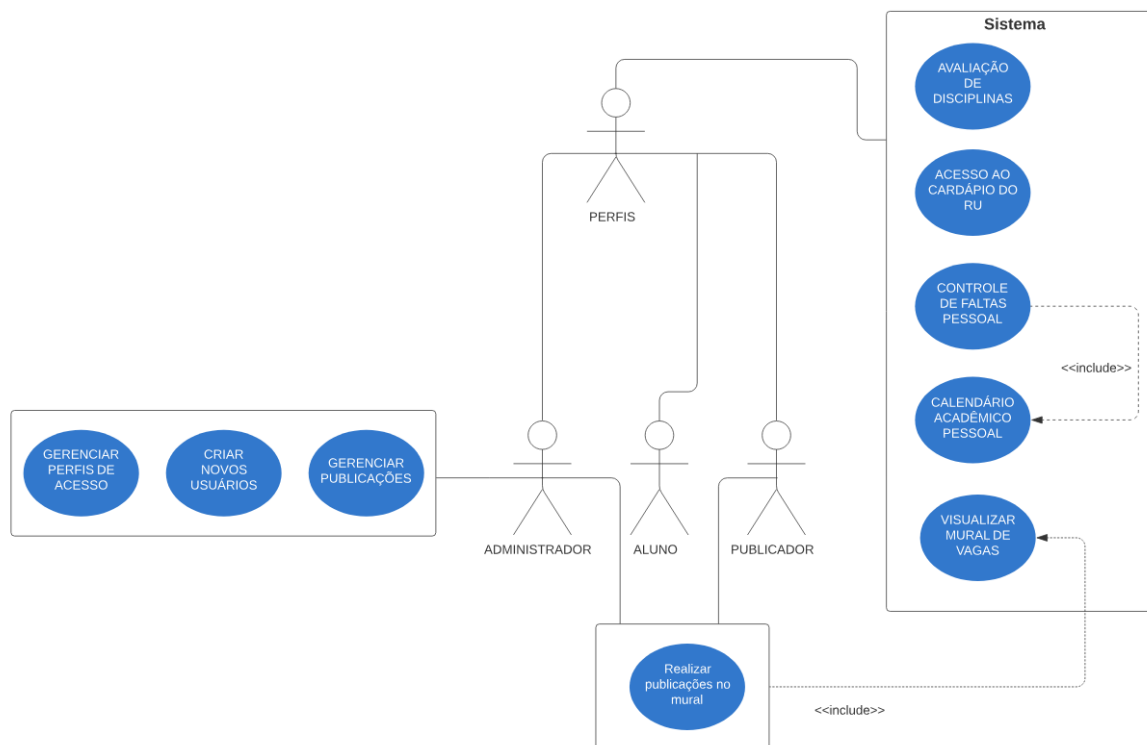 Sistema
AVALIAÇÃO
DE
DISCIPLINAS
ACESSO AO
CARDÁPIO DO
RU
CONTROLE
DE FALTAS
PESSOAL
<<include>>
CALENDÁRIO
ACADÊMICO
PESSOAL
VISUALIZAR
MURAL DE
VAGAS
PERFIS
GERENCIAR
PERFIS DE
ACESSO
CRIAR
NOVOS
USUÁRIOS
GERENCIAR
PUBLICAÇÕES
ADMINISTRADOR
ALUNO
PUBLICADOR
Realizar
publicações no
mural
<<include>>